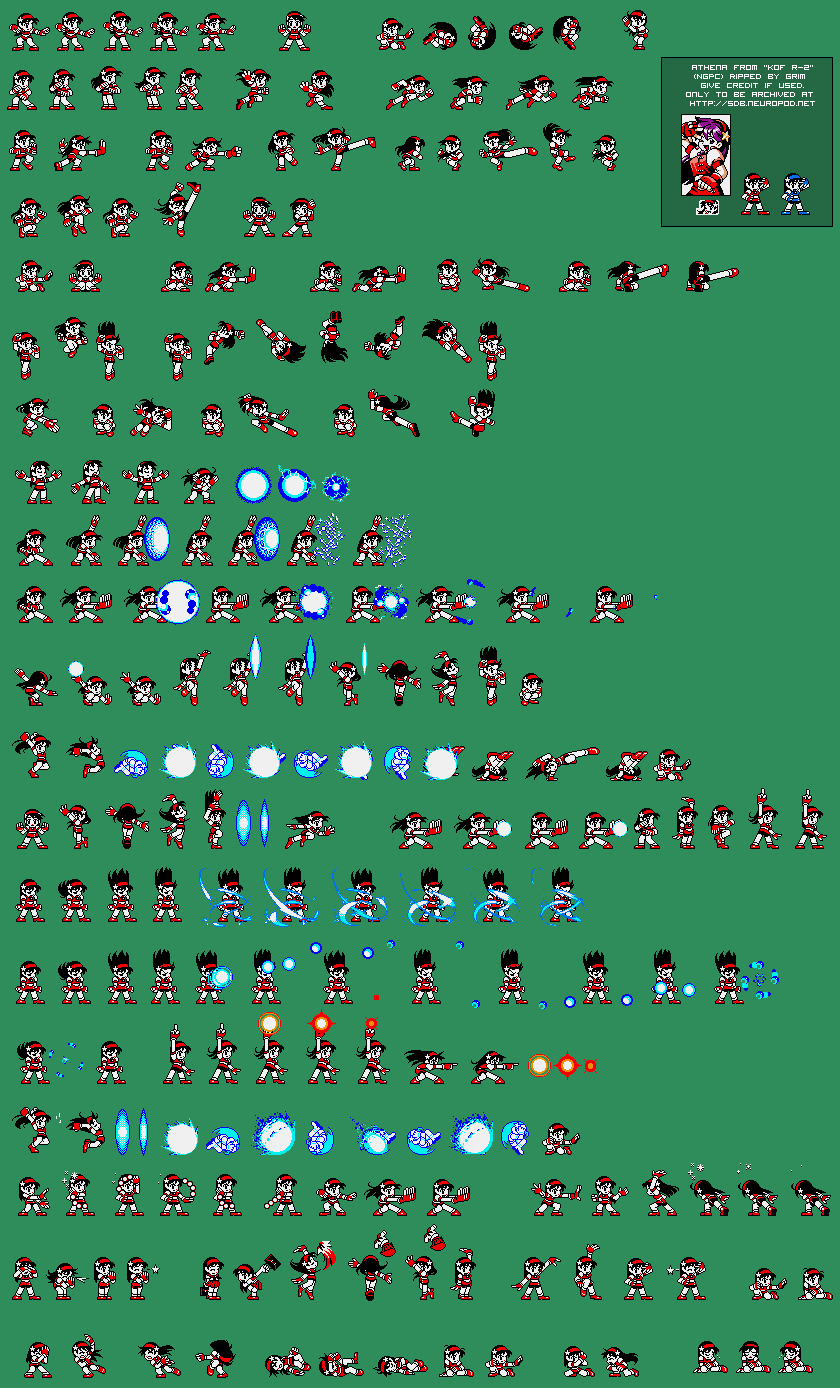 ATHENA FROM "KOF R-2"
(NGPC) RIPPED BY GRIM
GIVE CREDIT IF USED.
ONLY TO BE ARCHIVED AT
HTTP://SDB.NEUROPOD.NET